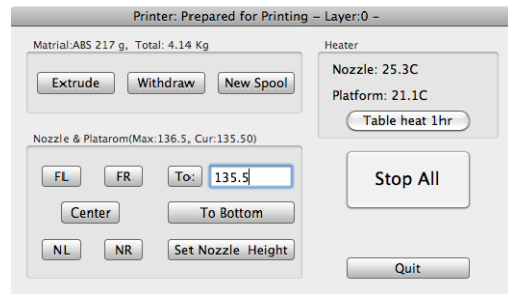 Printer: Prepared for Printing – Layer:0 –
Matrial:ABS 217 g, Total: 4.14 Kg
Extrude Withdraw New Spool
Heater
Nozzle: 25.3C
Platform: 21.1C
Table heat 1hr
Nozzle & Platarom(Max:136.5, Cur:135.50)
FL FR To: 135.5
Center To Bottom
NL NR Set Nozzle Height
Stop All
Quit